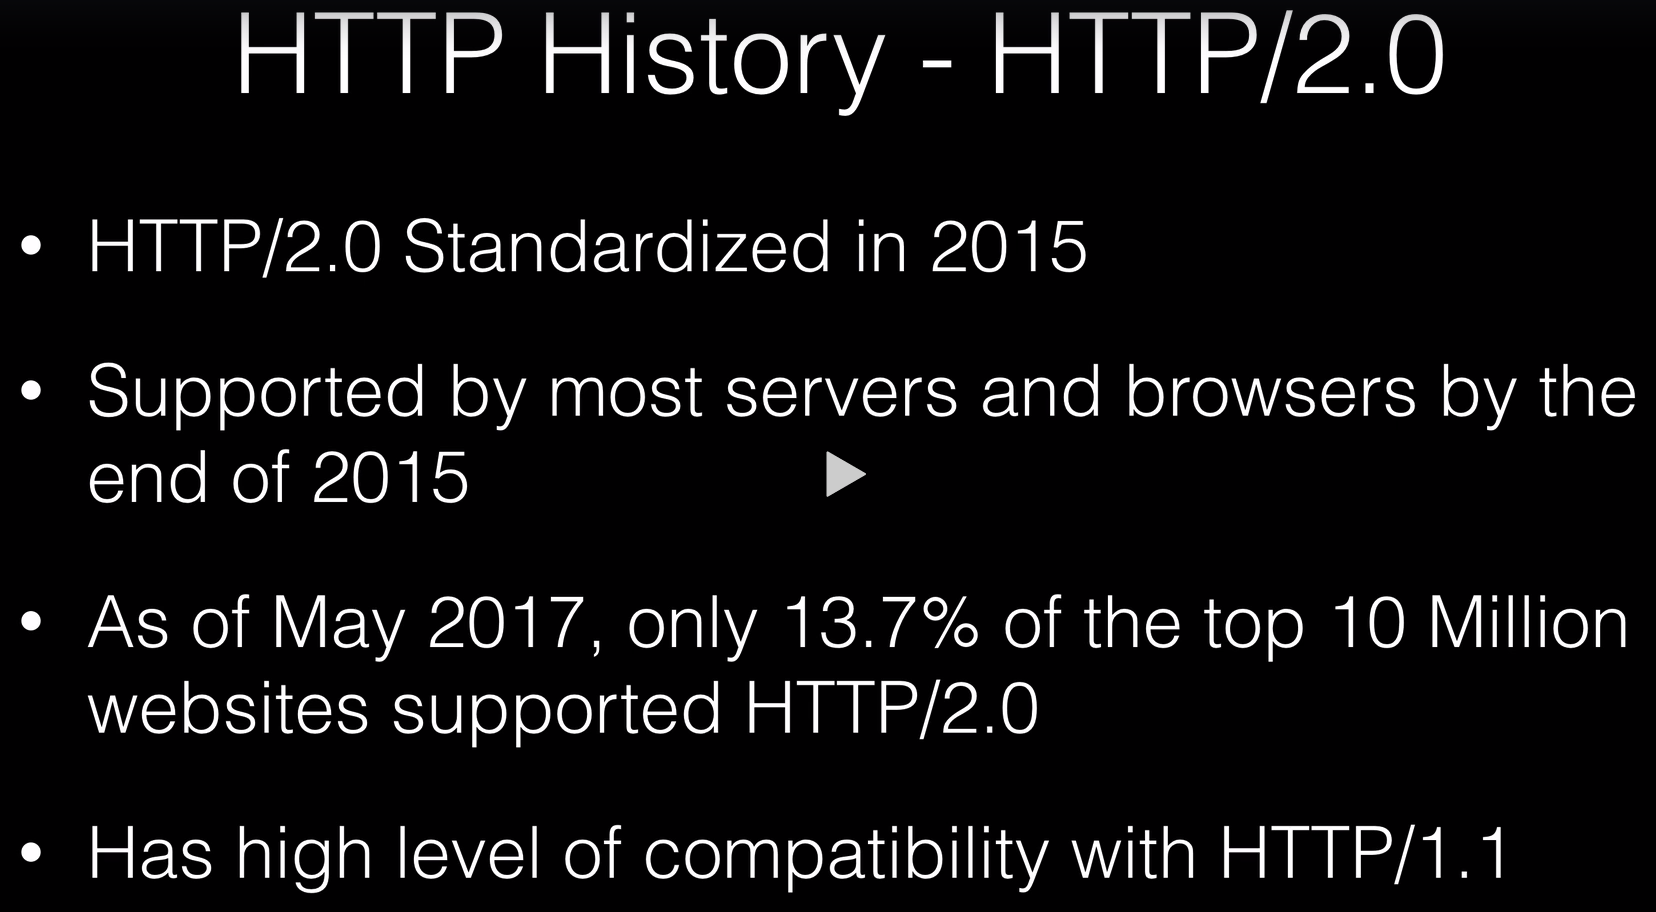 HTTP History - HTTP/2.0
• HTTP/2.0 Standardized in 2015
• Supported by most servers and browsers by the
end of 2015
• As of May 2017, only 13.7% of the top 10 Million
websites supported HTTP/2.0
• Has high level of compatibility with HTTP/1.1